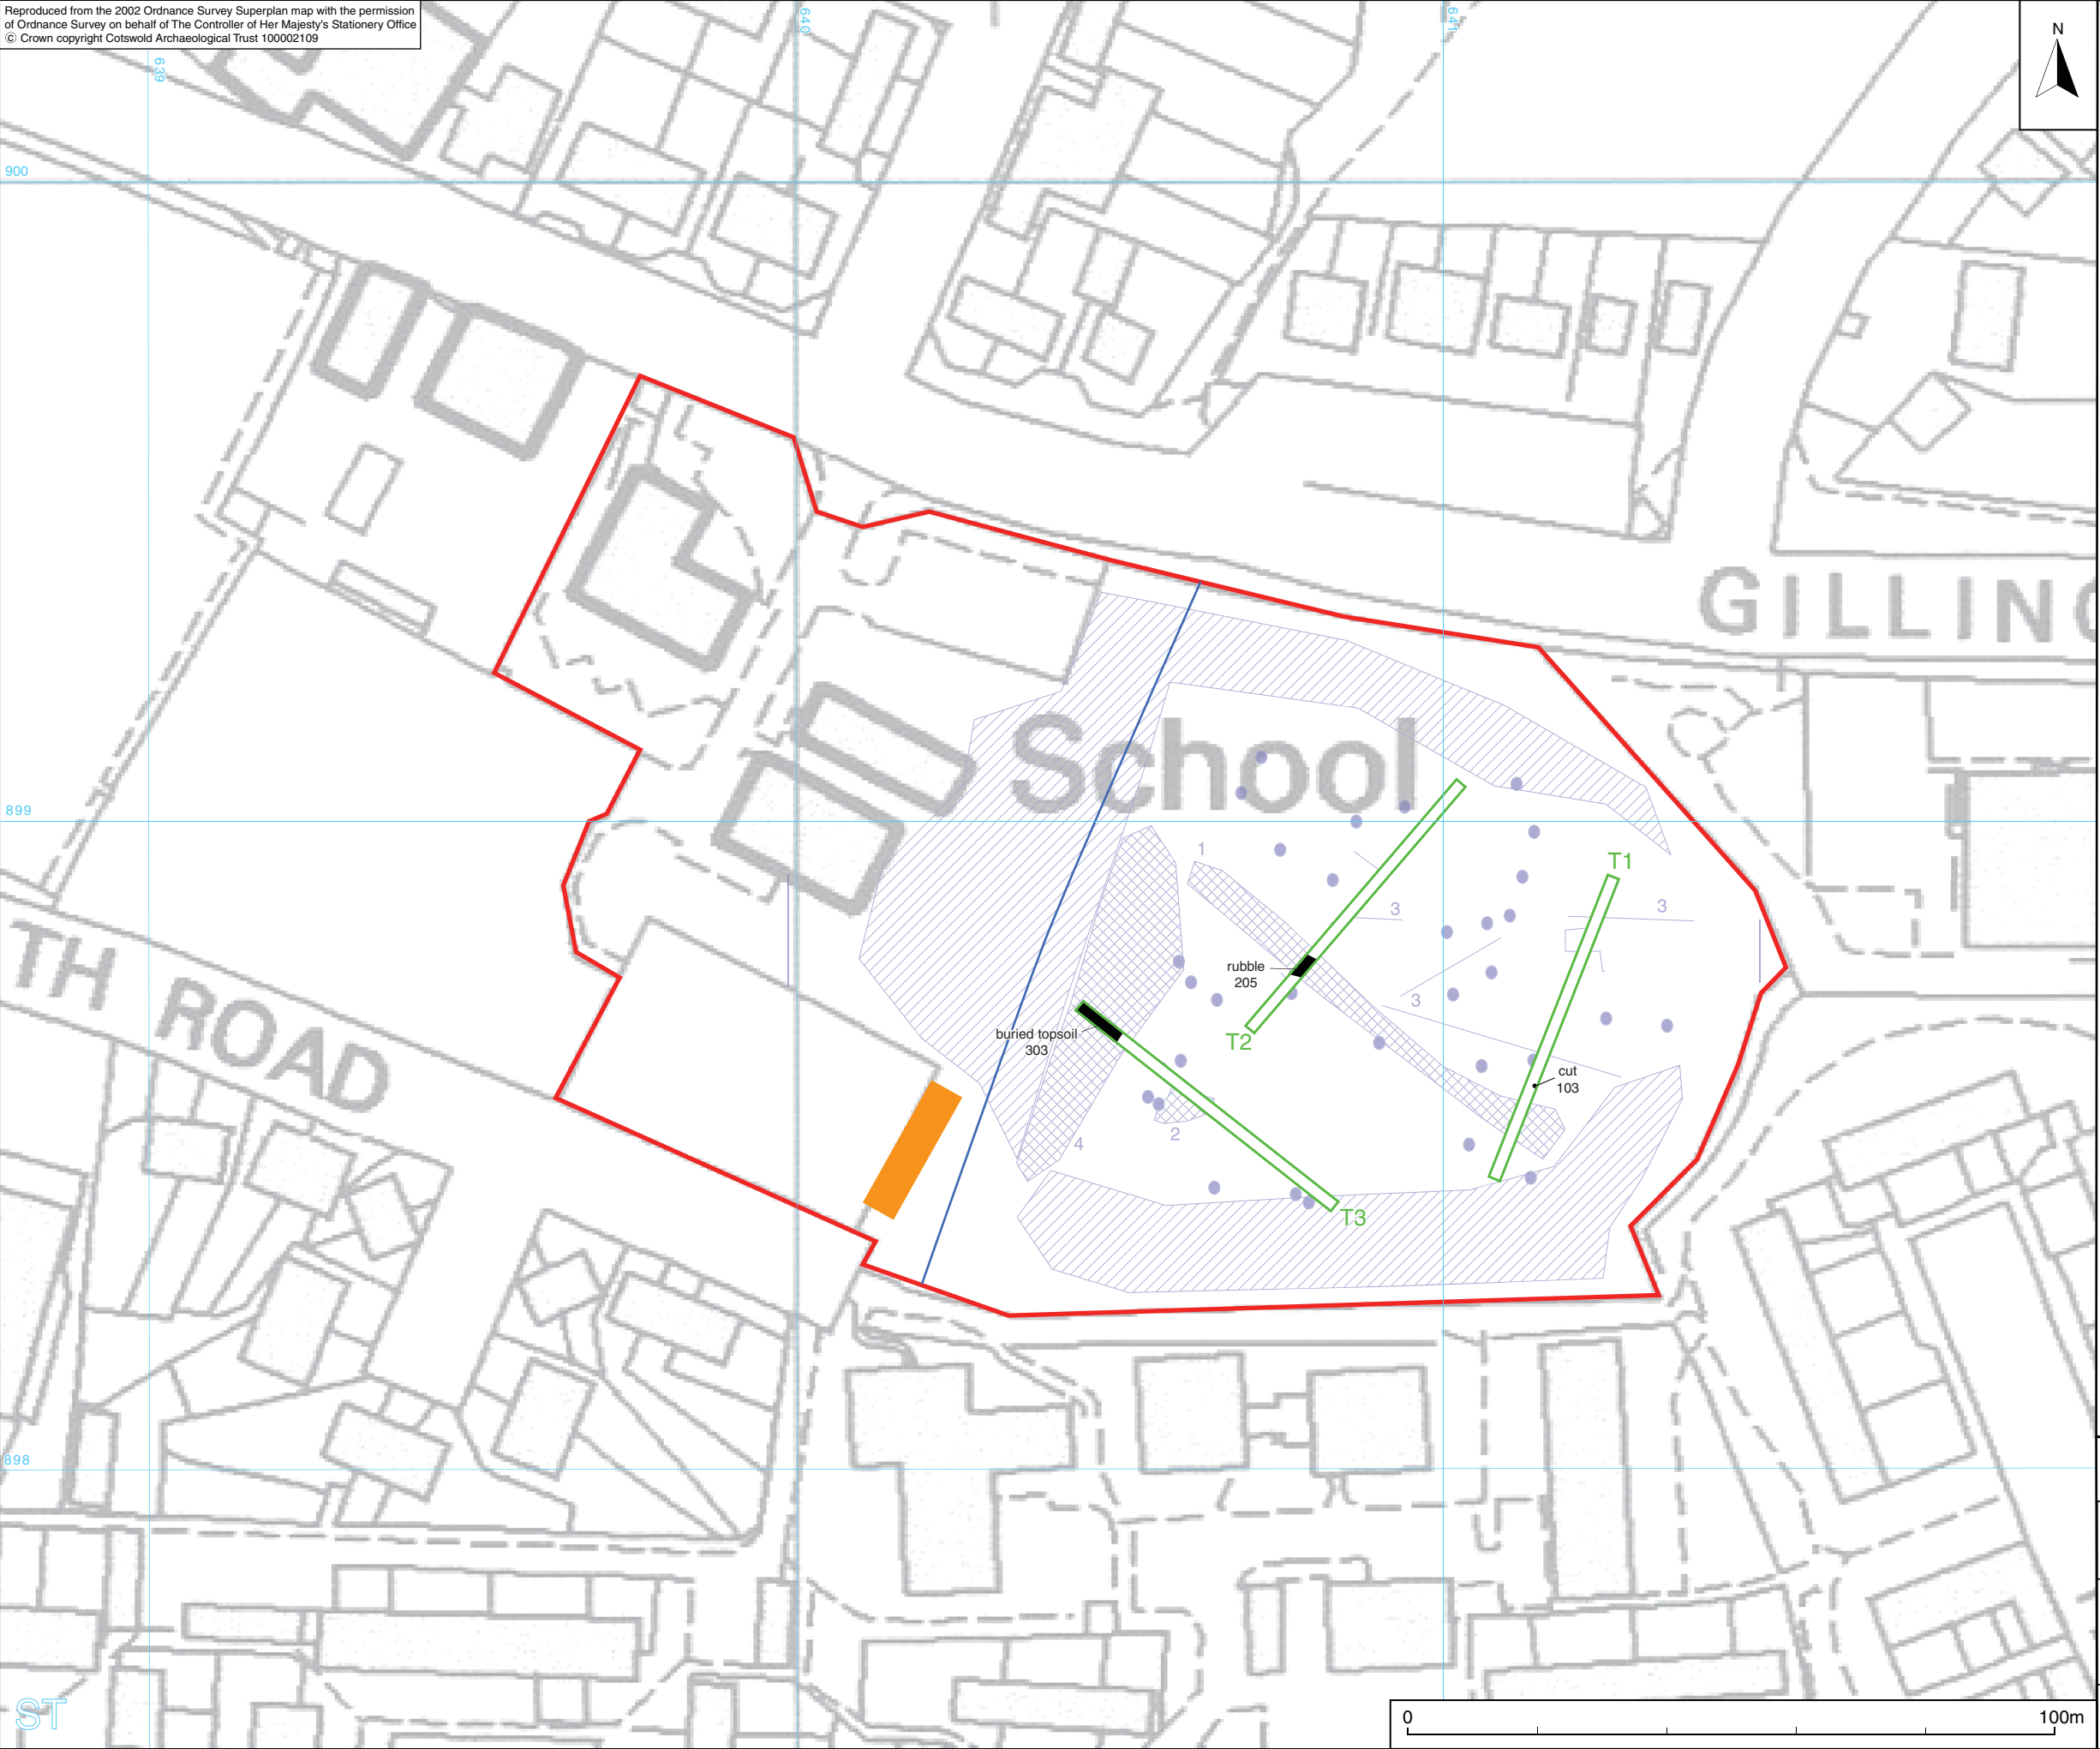 Reproduced from the 2002 Ordnance Survey Superplan map with the permission
of Ordnance Survey on behalf of The Controller of Her Majesty's Stationery Office
© Crown copyright Cotswold Archaeological Trust 100002109
639
640
641
N
900
GILLING
School
899
1
T1
3
3
rubble
205
TH ROAD
3
buried topsoil
303
T2
cut
103
2
4
T3
898
ST
0
100m